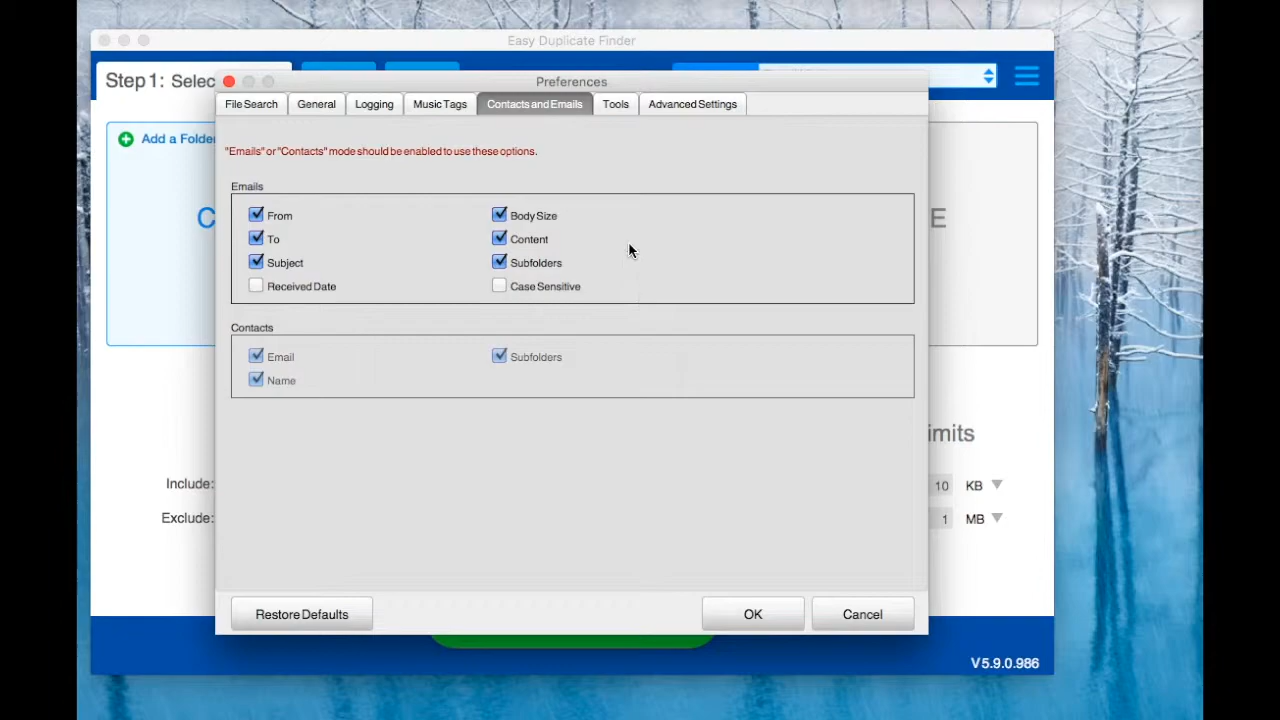 Easy Duplicate Finder
Step 1: Selec
Preferences
File Search General Logging Music Tags Contacts and Emails Tools Advanced Settings
Add a Folder
"Emails" or "Contacts" mode should be enabled to use these options.
Emails
From Body Size
To Content
Subject Subfolders
Received Date Case Sensitive
C E
Contacts
Email Subfolders
Name
imits
Include: 10 KB
Exclude: 1 MB
Restore Defaults OK Cancel
V 5.9.0.986